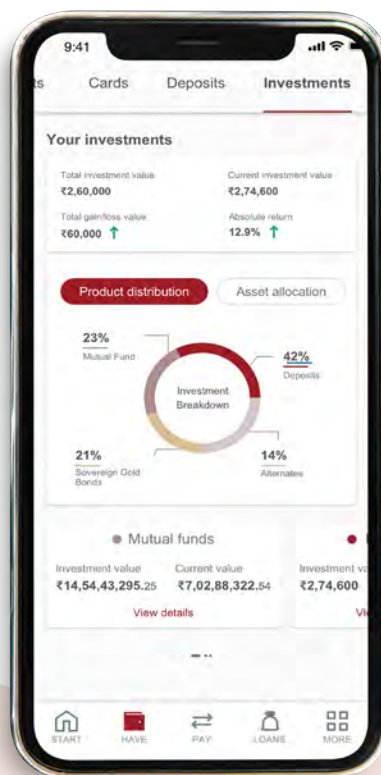 9:41
ts Cards Deposits Investments
Your investments
Total investment value Current investment value
₹2,60,000 ₹2,74,600
Total gain/loss value Absolute return
₹60,000 ↑ 12.9% ↑
Product distribution Asset allocation
23%
Mutual Fund
42%
Deposits
Investment
Breakdown
21%
Sovereign Gold
Bonds
14%
Alternates
Mutual funds
Investment value Current value Investment va
₹14,54,43,295.25 ₹7,02,88,322.54 ₹2,74,600
View details Vi
START HAVE PAY LOANS MORE